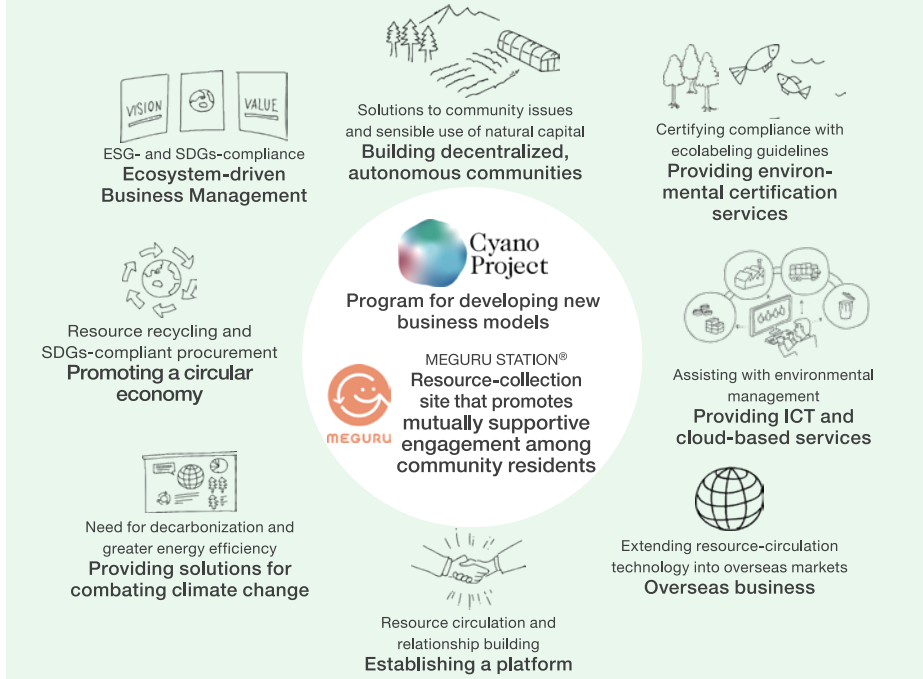 Solutions to community issues
and sensible use of natural capital
Building decentralized,
autonomous communities
VISION
VALUE
ESG- and SDGs-compliance
Ecosystem-driven
Business Management
Certifying compliance with
ecolabeling guidelines
Providing environ-
mental certification
services
Cyano
Project
Program for developing new
business models
MEGURU STATION®
Resource-collection
site that promotes
mutually supportive
engagement among
community residents
MEGURU
Resource recycling and
SDGs-compliant procurement
Promoting a circular
economy
Assisting with environmental
management
Providing ICT and
cloud-based services
Need for decarbonization and
greater energy efficiency
Providing solutions for
combating climate change
Extending resource-circulation
technology into overseas markets
Overseas business
Resource circulation and
relationship building
Establishing a platform